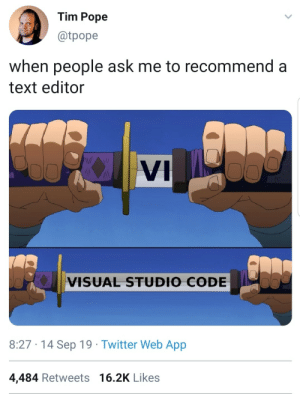 Tim Pope
@tpope
when people ask me to recommend a
text editor
VI
VISUAL STUDIO CODE
8:27 · 14 Sep 19 · Twitter Web App
4,484 Retweets 16.2K Likes